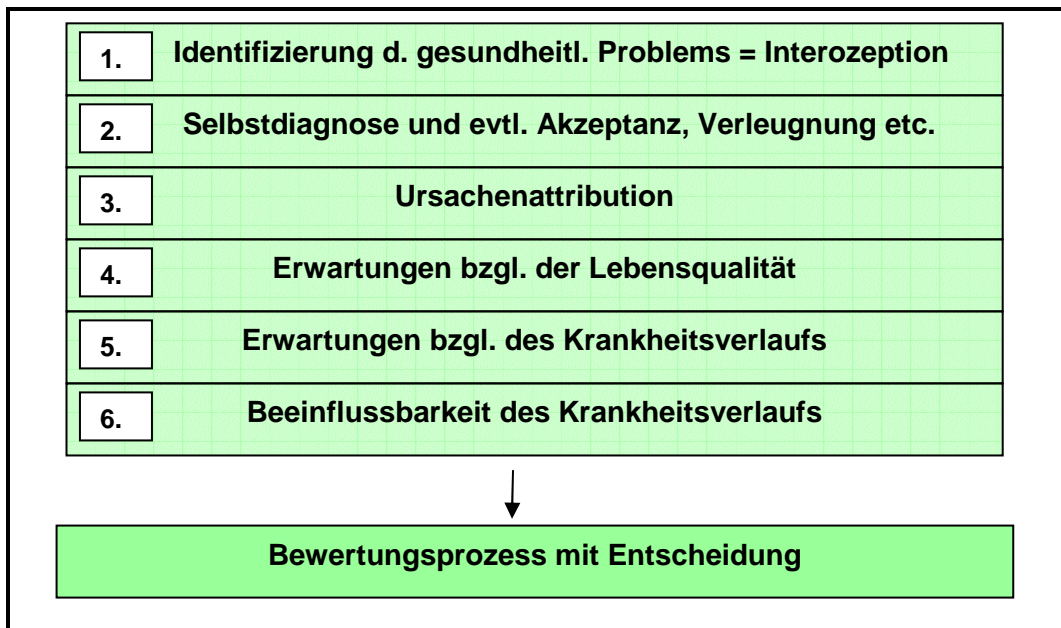 1. Identifizierung d. gesundheitl. Problems = Interozeption
2. Selbstdiagnose und evtl. Akzeptanz, Verleugnung etc.
3. Ursachenattribution
4. Erwartungen bzgl. der Lebensqualität
5. Erwartungen bzgl. des Krankheitsverlaufs
6. Beeinflussbarkeit des Krankheitsverlaufs
Bewertungsprozess mit Entscheidung